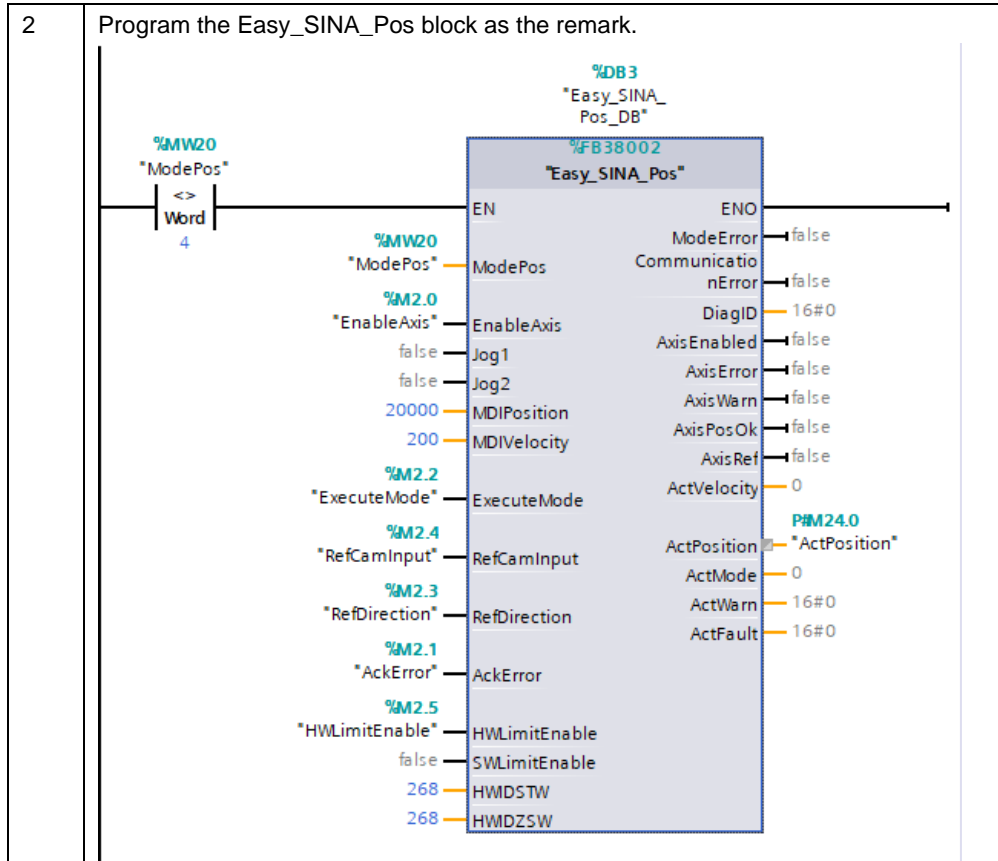 2
Program the Easy_SINA_Pos block as the remark.
%DB3
"Easy_SINA_
Pos_DB"
%MW20
"ModePos"
<>
Word
4
%FB38002
"Easy_SINA_Pos"
EN
ENO
%MW20
"ModePos"
ModePos
%M2.0
"EnableAxis"
EnableAxis
false
Jog1
false
Jog2
20000
MDIPosition
200
MDIVelocity
%M2.2
"ExecuteMode"
ExecuteMode
%M2.4
"RefCamInput"
RefCamInput
%M2.3
"RefDirection"
RefDirection
%M2.1
"AckError"
AckError
%M2.5
"HWLimitEnable"
HWLimitEnable
false
SWLimitEnable
268
HWIDSTW
268
HWIDZSW
ModeError
false
Communicatio
nError
false
DiagID
16#0
AxisEnabled
false
AxisError
false
AxisWarn
false
AxisPosOk
false
AxisRef
false
ActVelocity
0
P#M24.0
ActPosition
"ActPosition"
ActMode
0
ActWarn
16#0
ActFault
16#0